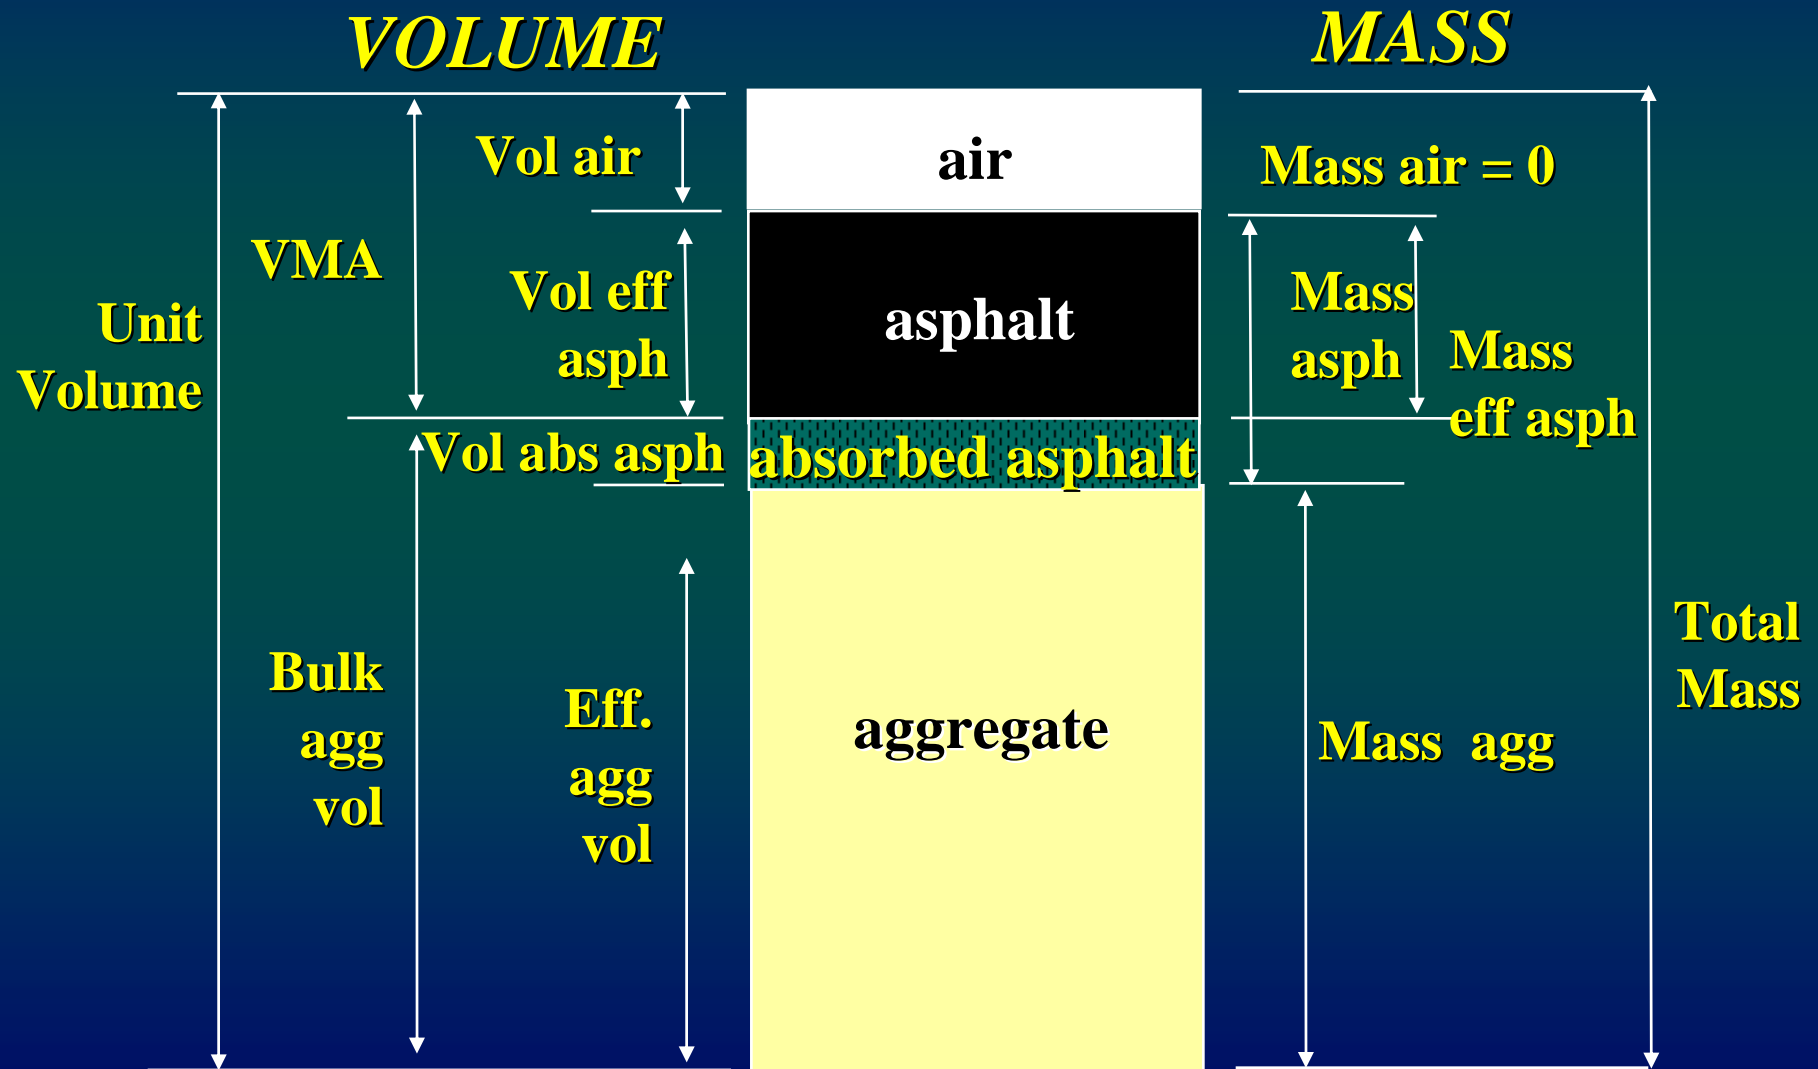 VOLUME
MASS
Vol air
air
Mass air = 0
VMA
Unit
Volume
Vol eff
asph
asphalt
Mass
asph
Mass
eff asph
Vol abs asph
absorbed asphalt
Bulk
agg
vol
Eff.
agg
vol
aggregate
Mass agg
Total
Mass